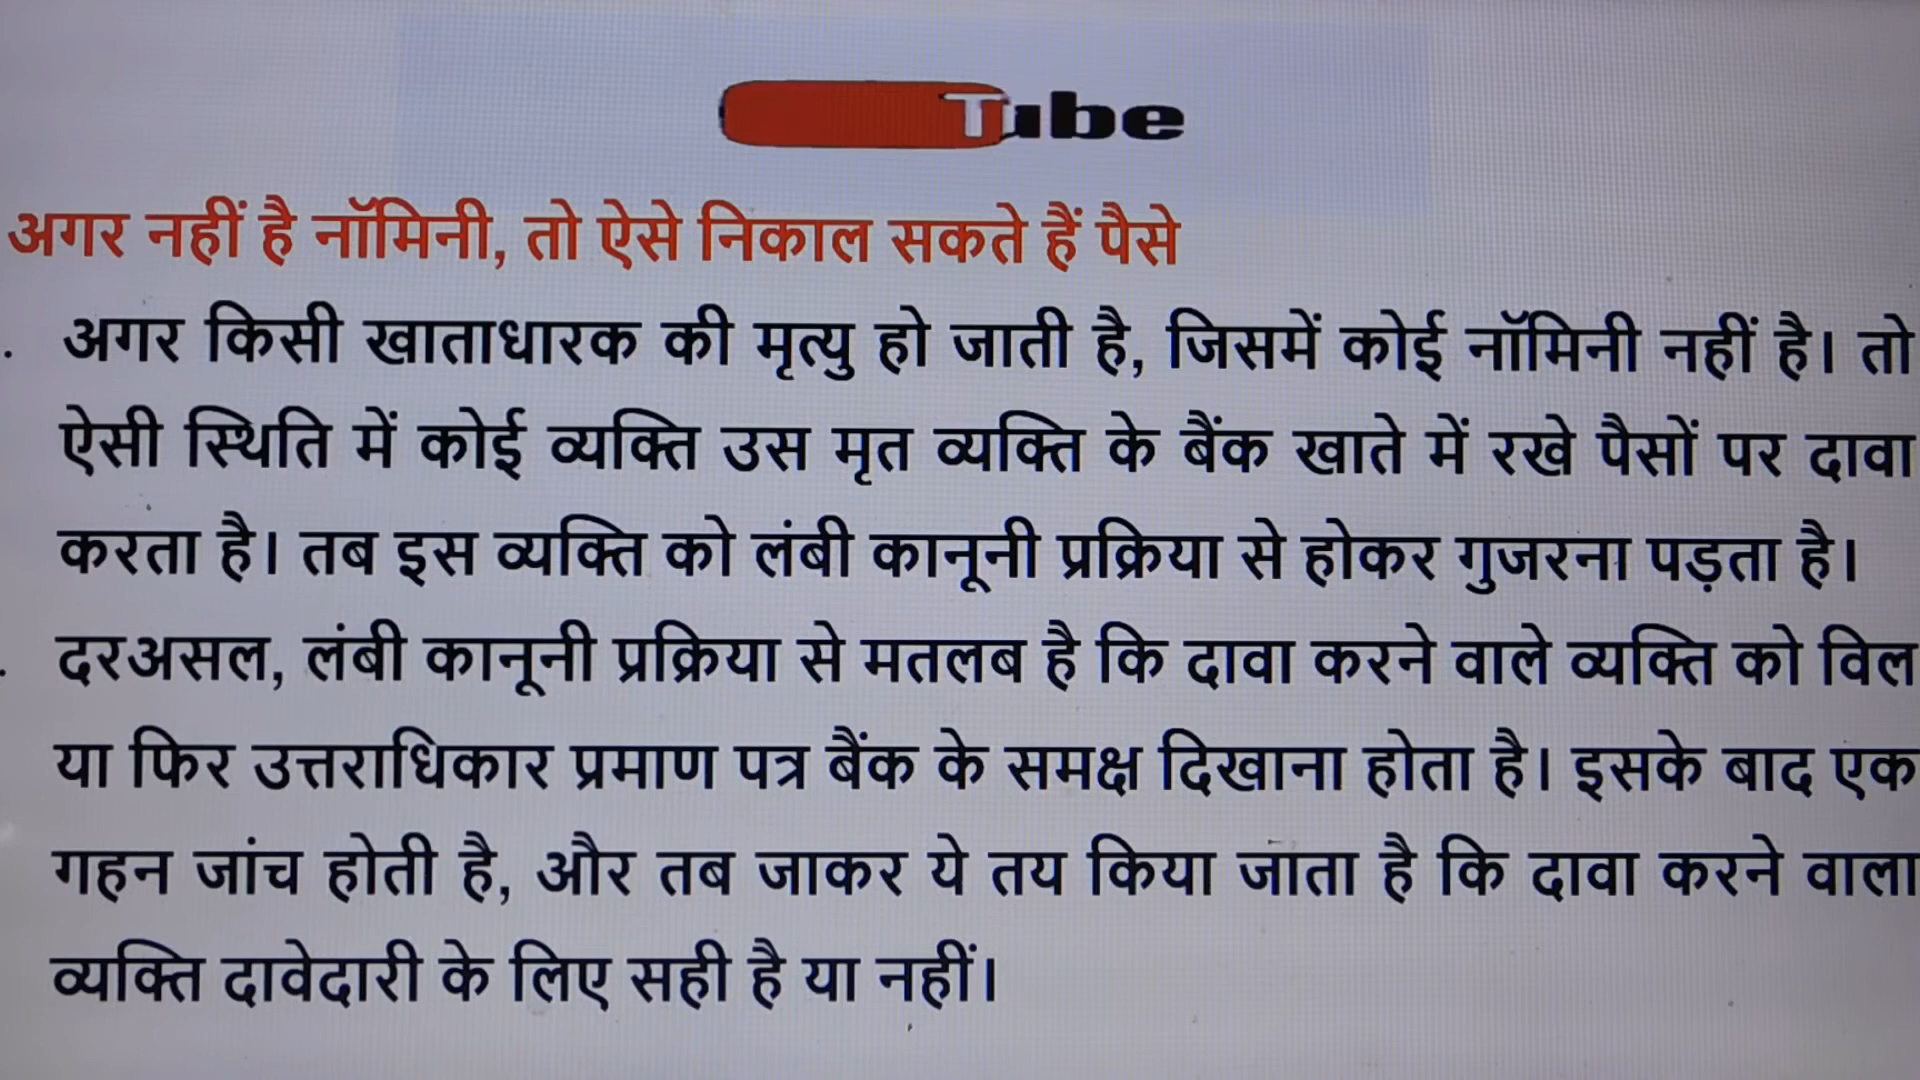 Tube
अगर नहीं है नॉमिनी, तो ऐसे निकाल सकते हैं पैसे
. अगर किसी खाताधारक की मृत्यु हो जाती है, जिसमें कोई नॉमिनी नहीं है। तो
ऐसी स्थिति में कोई व्यक्ति उस मृत व्यक्ति के बैंक खाते में रखे पैसों पर दावा
करता है। तब इस व्यक्ति को लंबी कानूनी प्रक्रिया से होकर गुजरना पड़ता है।
. दरअसल, लंबी कानूनी प्रक्रिया से मतलब है कि दावा करने वाले व्यक्ति को विल
या फिर उत्तराधिकार प्रमाण पत्र बैंक के समक्ष दिखाना होता है। इसके बाद एक
गहन जांच होती है, और तब जाकर ये तय किया जाता है कि दावा करने वाला
व्यक्ति दावेदारी के लिए सही है या नहीं।